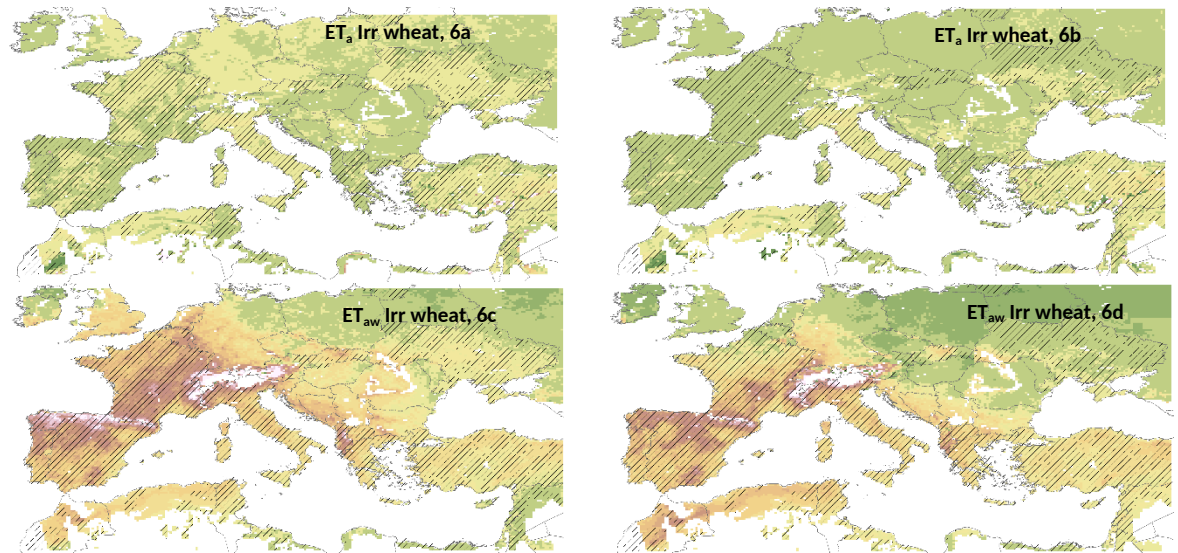 ETa Irr wheat, 6a
ETa Irr wheat, 6b
ETaw Irr wheat, 6c
ETaw Irr wheat, 6d